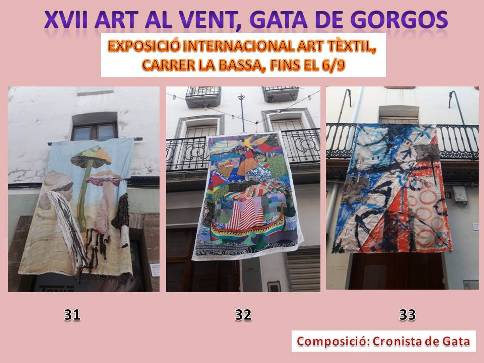 XVII ART AL VENT, GATA DE GORGOS
EXPOSICIÓ INTERNACIONAL ART TÈXTIL,
CARRER LA BASSA, FINS EL 6/9
31 32 33
Composició: Cronista de Gata